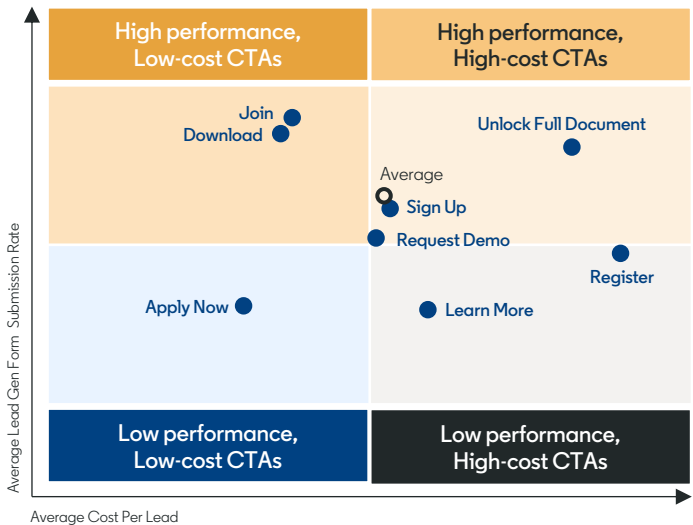 High performance,
Low-cost CTAs
High performance,
High-cost CTAs
Join
Download
Unlock Full Document
Average
Sign Up
Request Demo
Register
Apply Now
Learn More
Low performance,
Low-cost CTAs
Low performance,
High-cost CTAs
Average Lead Gen Form Submission Rate
Average Cost Per Lead